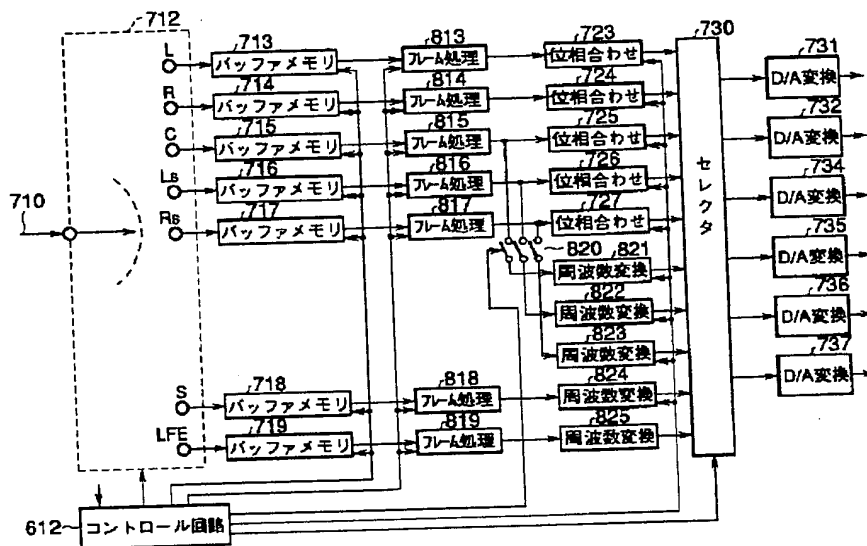 712
L
713
バッファメモリ
813
フレーム処理
723
位相合わせ
730
731
D/A変換
R
714
バッファメモリ
814
フレーム処理
724
位相合わせ
C
715
バッファメモリ
815
フレーム処理
725
位相合わせ
732
D/A変換
Ls
716
バッファメモリ
816
フレーム処理
726
位相合わせ
セレクタ
734
D/A変換
710
Rs
717
バッファメモリ
817
フレーム処理
727
位相合わせ
820
821
周波数変換
735
D/A変換
822
周波数変換
736
D/A変換
823
周波数変換
737
D/A変換
S
718
バッファメモリ
818
フレーム処理
824
周波数変換
LFE
719
バッファメモリ
819
フレーム処理
825
周波数変換
612
コントロール回路